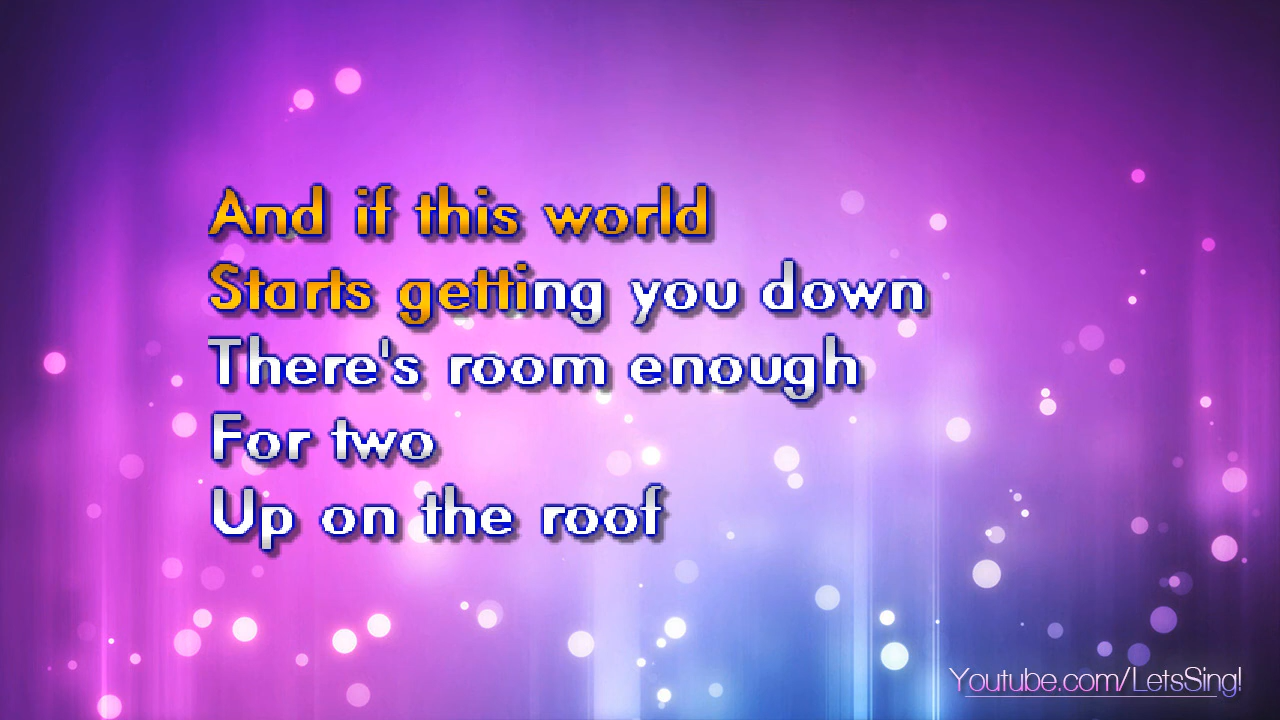 And if this world
Starts getting you down
There's room enough
For two
Up on the roof
Youtube.com/LetsSing!